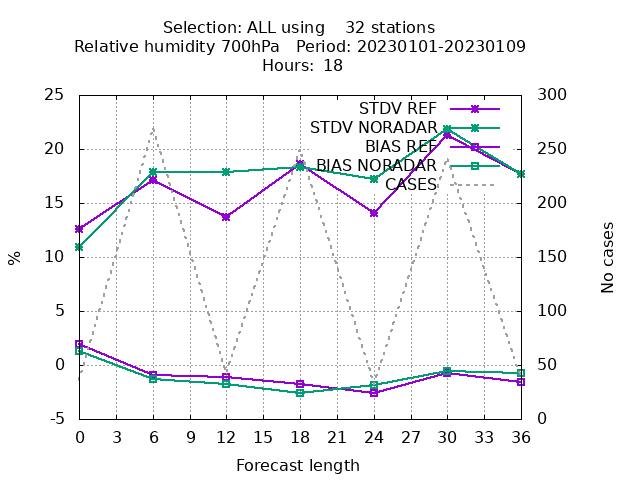 Selection: ALL using    32 stations
Relative humidity 700hPa   Period: 20230101-20230109
Hours: 18
STDV REF
STDV NORADAR
BIAS REF
BIAS NORADAR
CASES
25
20
15
10
5
0
-5
%
300
250
200
150
100
50
0
No cases
0 3 6 9 12 15 18 21 24 27 30 33 36
Forecast length